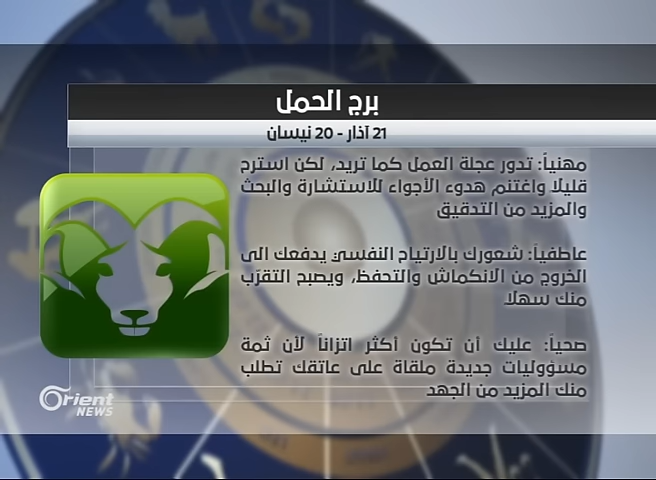 برج الحمل
21 آذار - 20 نيسان
مهنياً: تدور عجلة العمل كما تريد، لكن استرح
قليلا واغتنم هدوء الأجواء للاستشارة والبحث
والمزيد من التدقيق
عاطفياً: شعورك بالارتياح النفسي يدفعك الى
الخروج من الانكماش والتحفظ، ويصبح التقرّب
منك سهلا
صحياً: عليك أن تكون أكثر اتزاناً لأن ثمة
مسؤوليات جديدة ملقاة على عاتقك تطلب
منك المزيد من الجهد
Orient
NEWS